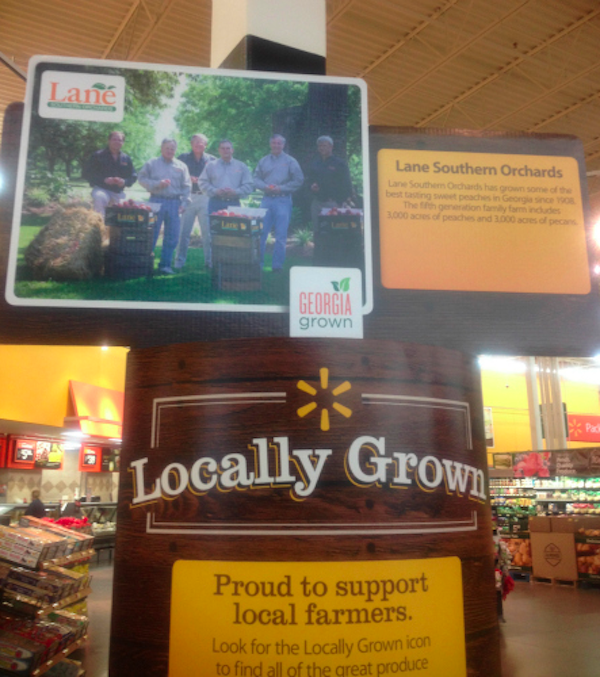 Lane
SOUTHERN ORCHARDS
GEORGIA
grown
Lane Southern Orchards
Lane Southern Orchards has grown some of the
best tasting sweet peaches in Georgia since 1908.
The fifth generation family farm includes
3,000 acres of peaches and 3,000 acres of pecans.
Locally Grown
Proud to support
local farmers.
Look for the Locally Grown icon
to find all of the great produce